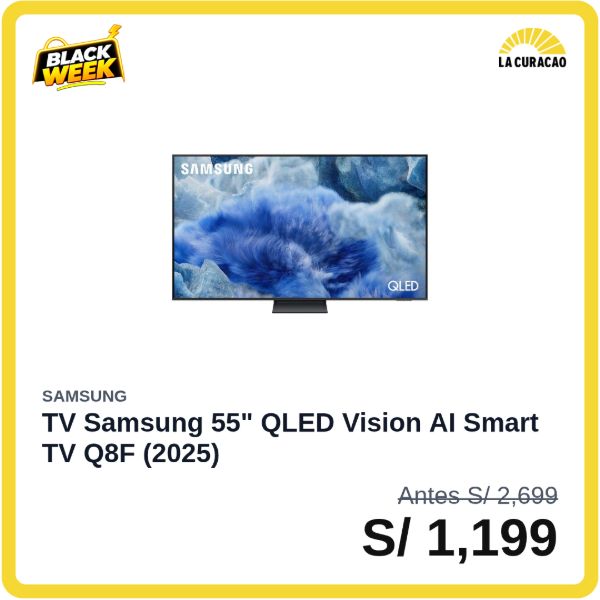 BLACK
WEEK
LA CURACAO
SAMSUNG
QLED
SAMSUNG
TV Samsung 55" QLED Vision AI Smart
TV Q8F (2025)
Antes S/ 2,699
S/ 1,199